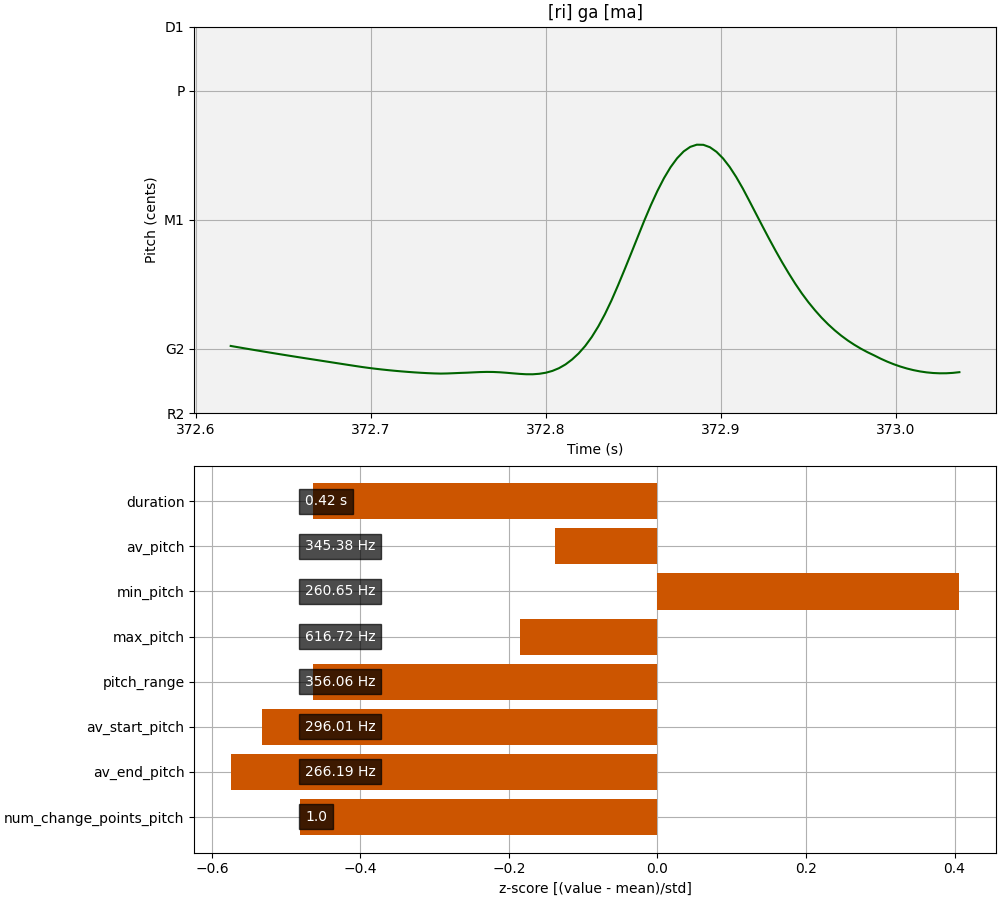 [ri] ga [ma]
D1
P
M1
G2
R2
Pitch (cents)
372.6 372.7 372.8 372.9 373.0
Time (s)
duration 0.42 s
av_pitch 345.38 Hz
min_pitch 260.65 Hz
max_pitch 616.72 Hz
pitch_range 356.06 Hz
av_start_pitch 296.01 Hz
av_end_pitch 266.19 Hz
num_change_points_pitch 1.0
−0.6 −0.4 −0.2 0.0 0.2 0.4
z-score [(value - mean)/std]